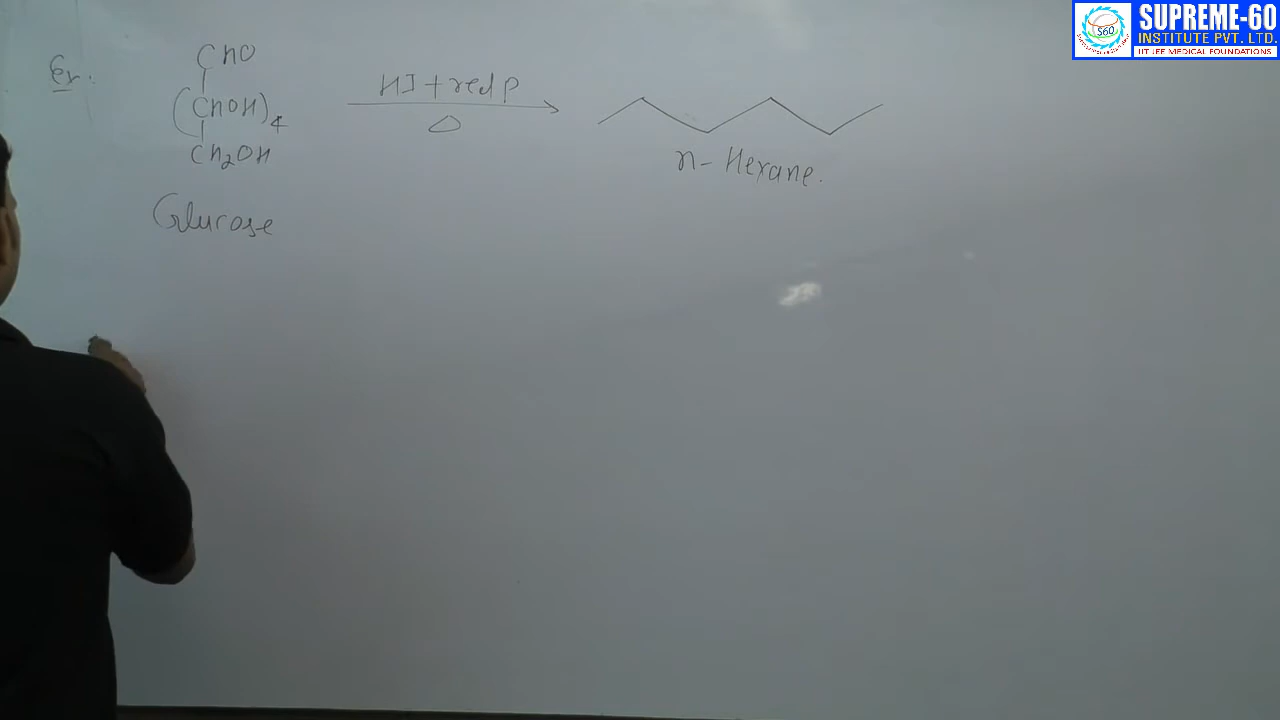 SUPREME-60
INSTITUTE PVT. LTD.
IIT JEE MEDICAL FOUNDATIONS
S60
Ex:
CHO
(CHOH)4
CH2OH
Glucose
HI + red P
Δ
n-Hexane.